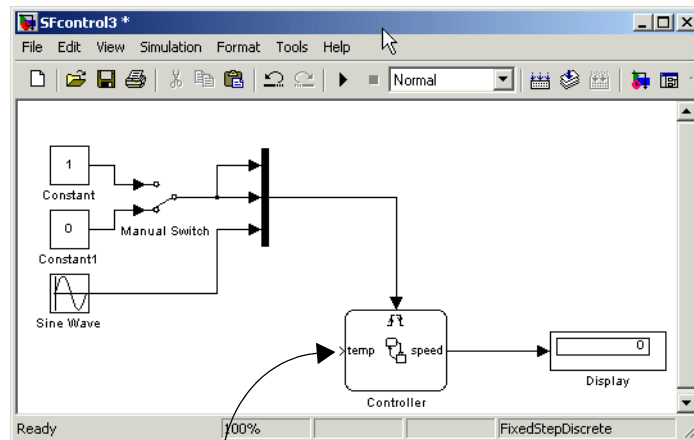 SFcontrol3 *
File Edit View Simulation Format Tools Help
Normal
1
Constant
0
Constant1
Manual Switch
Sine Wave
temp speed
Controller
0
Display
Ready 100% FixedStepDiscrete